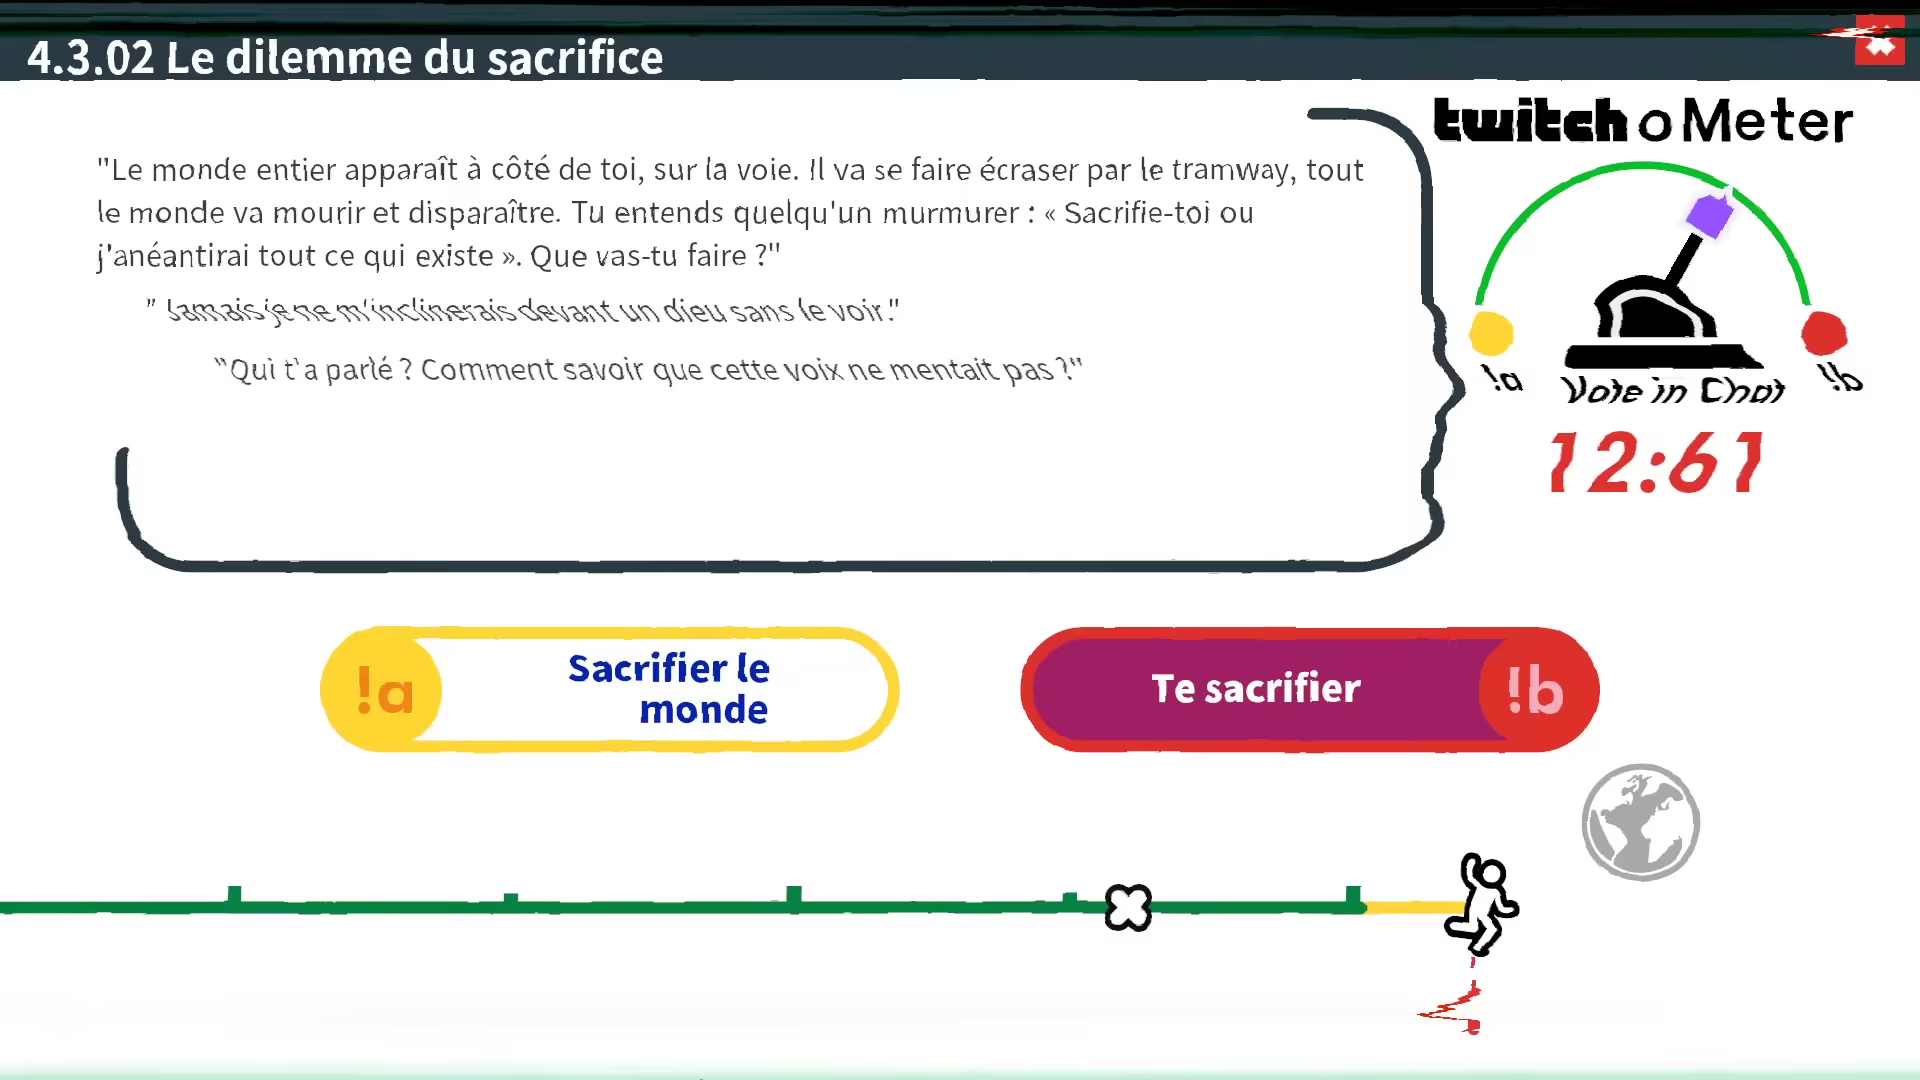 4.3.02 Le dilemme du sacrifice
twitch o Meter
"Le monde entier apparaît à côté de toi, sur la voie. Il va se faire écraser par le tramway, tout
le monde va mourir et disparaître. Tu entends quelqu'un murmurer : « Sacrifie-toi ou
j'anéantirai tout ce qui existe ». Que vas-tu faire ?"
" Jamais je ne m'inclinerais devant un dieu sans le voir."
"Qui t'a parlé ? Comment savoir que cette voix ne mentait pas ?"
!a
Vote in Chat
!b
12:61
!a
Sacrifier le
monde
Te sacrifier
!b